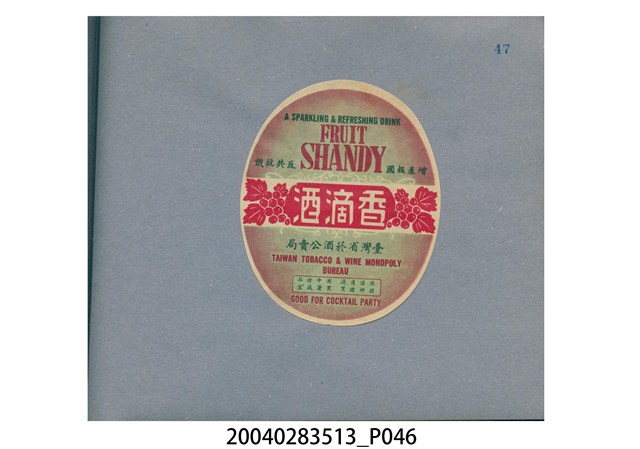 47
A SPARKLING & REFRESHING DRINK
FRUIT
SHANDY
增產報國
反共抗俄
香滴酒
臺灣省菸酒公賣局
TAIWAN TOBACCO & WINE MONOPOLY
BUREAU
GOOD FOR COCKTAIL PARTY
20040283513_P046